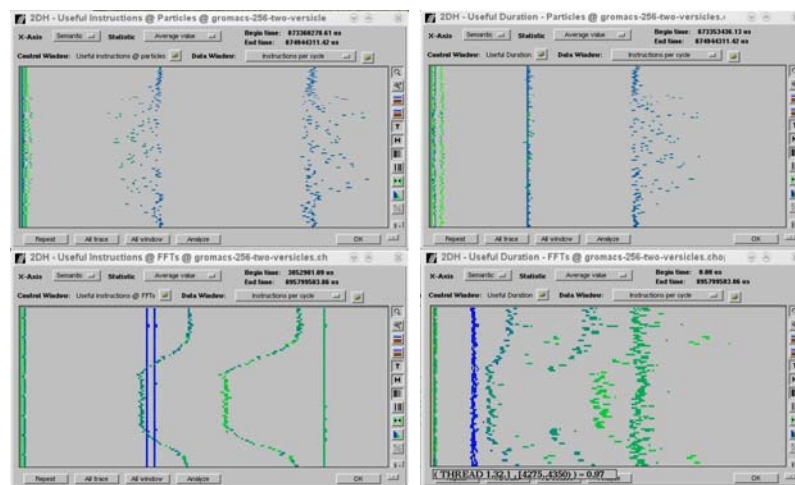 2DH - Useful Instructions @ Particles @ gromacs-256-two-versicle
X-Axis Semantic Statistic Average value Begin time: 873360278.61 us
End time: 874944311.42 us
Control Window: Useful instructions @ particles Data Window: Instructions per cycle
Repeat All trace All window Analyze OK
2DH - Useful Duration - Particles @ gromacs-256-two-versicles.
X-Axis Semantic Statistic Average value Begin time: 873353436.13 us
End time: 874944311.42 us
Control Window: Useful Duration Data Window: Instructions per cycle
Repeat All trace All window Analyze OK
2DH - Useful Instructions @ FFTs @ gromacs-256-two-versicles.ch
X-Axis Semantic Statistic Average value Begin time: 3052901.09 us
End time: 895799503.86 us
Control Window: Useful instructions @ FFTs Data Window: Instructions per cycle
Repeat All trace All window Analyze OK
2DH - Useful Duration - FFTs @ gromacs-256-two-versicles.chop
X-Axis Semantic Statistic Average value Begin time: 0.00 us
End time: 895799503.86 us
Control Window: Useful Duration Data Window: Instructions per cycle
( THREAD 1.32.1 , [4275..4350) ) = 0.97
OK